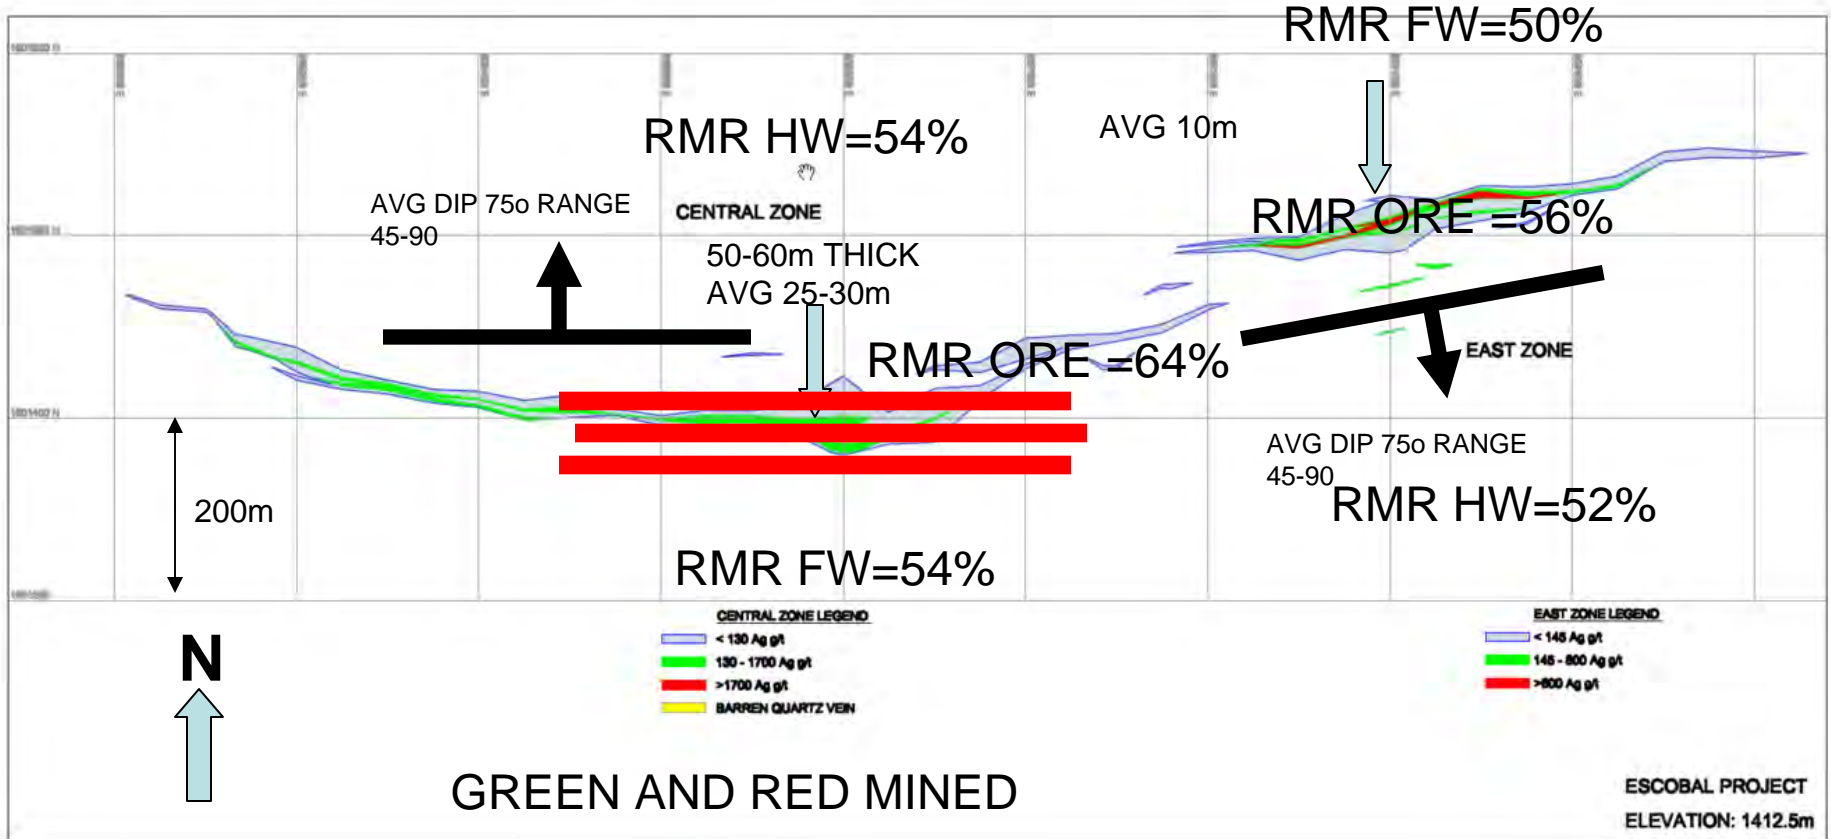 RMR FW=50%
RMR HW=54%
AVG 10m
AVG DIP 75o RANGE
45-90
CENTRAL ZONE
50-60m THICK
AVG 25-30m
RMR ORE =56%
RMR ORE =64%
EAST ZONE
AVG DIP 75o RANGE
45-90
RMR HW=52%
200m
RMR FW=54%
N
CENTRAL ZONE LEGEND
< 130 Ag g/t
130 - 1700 Ag g/t
>1700 Ag g/t
BARREN QUARTZ VEIN
EAST ZONE LEGEND
< 145 Ag g/t
145 - 800 Ag g/t
>800 Ag g/t
GREEN AND RED MINED
ESCOBAL PROJECT
ELEVATION: 1412.5m